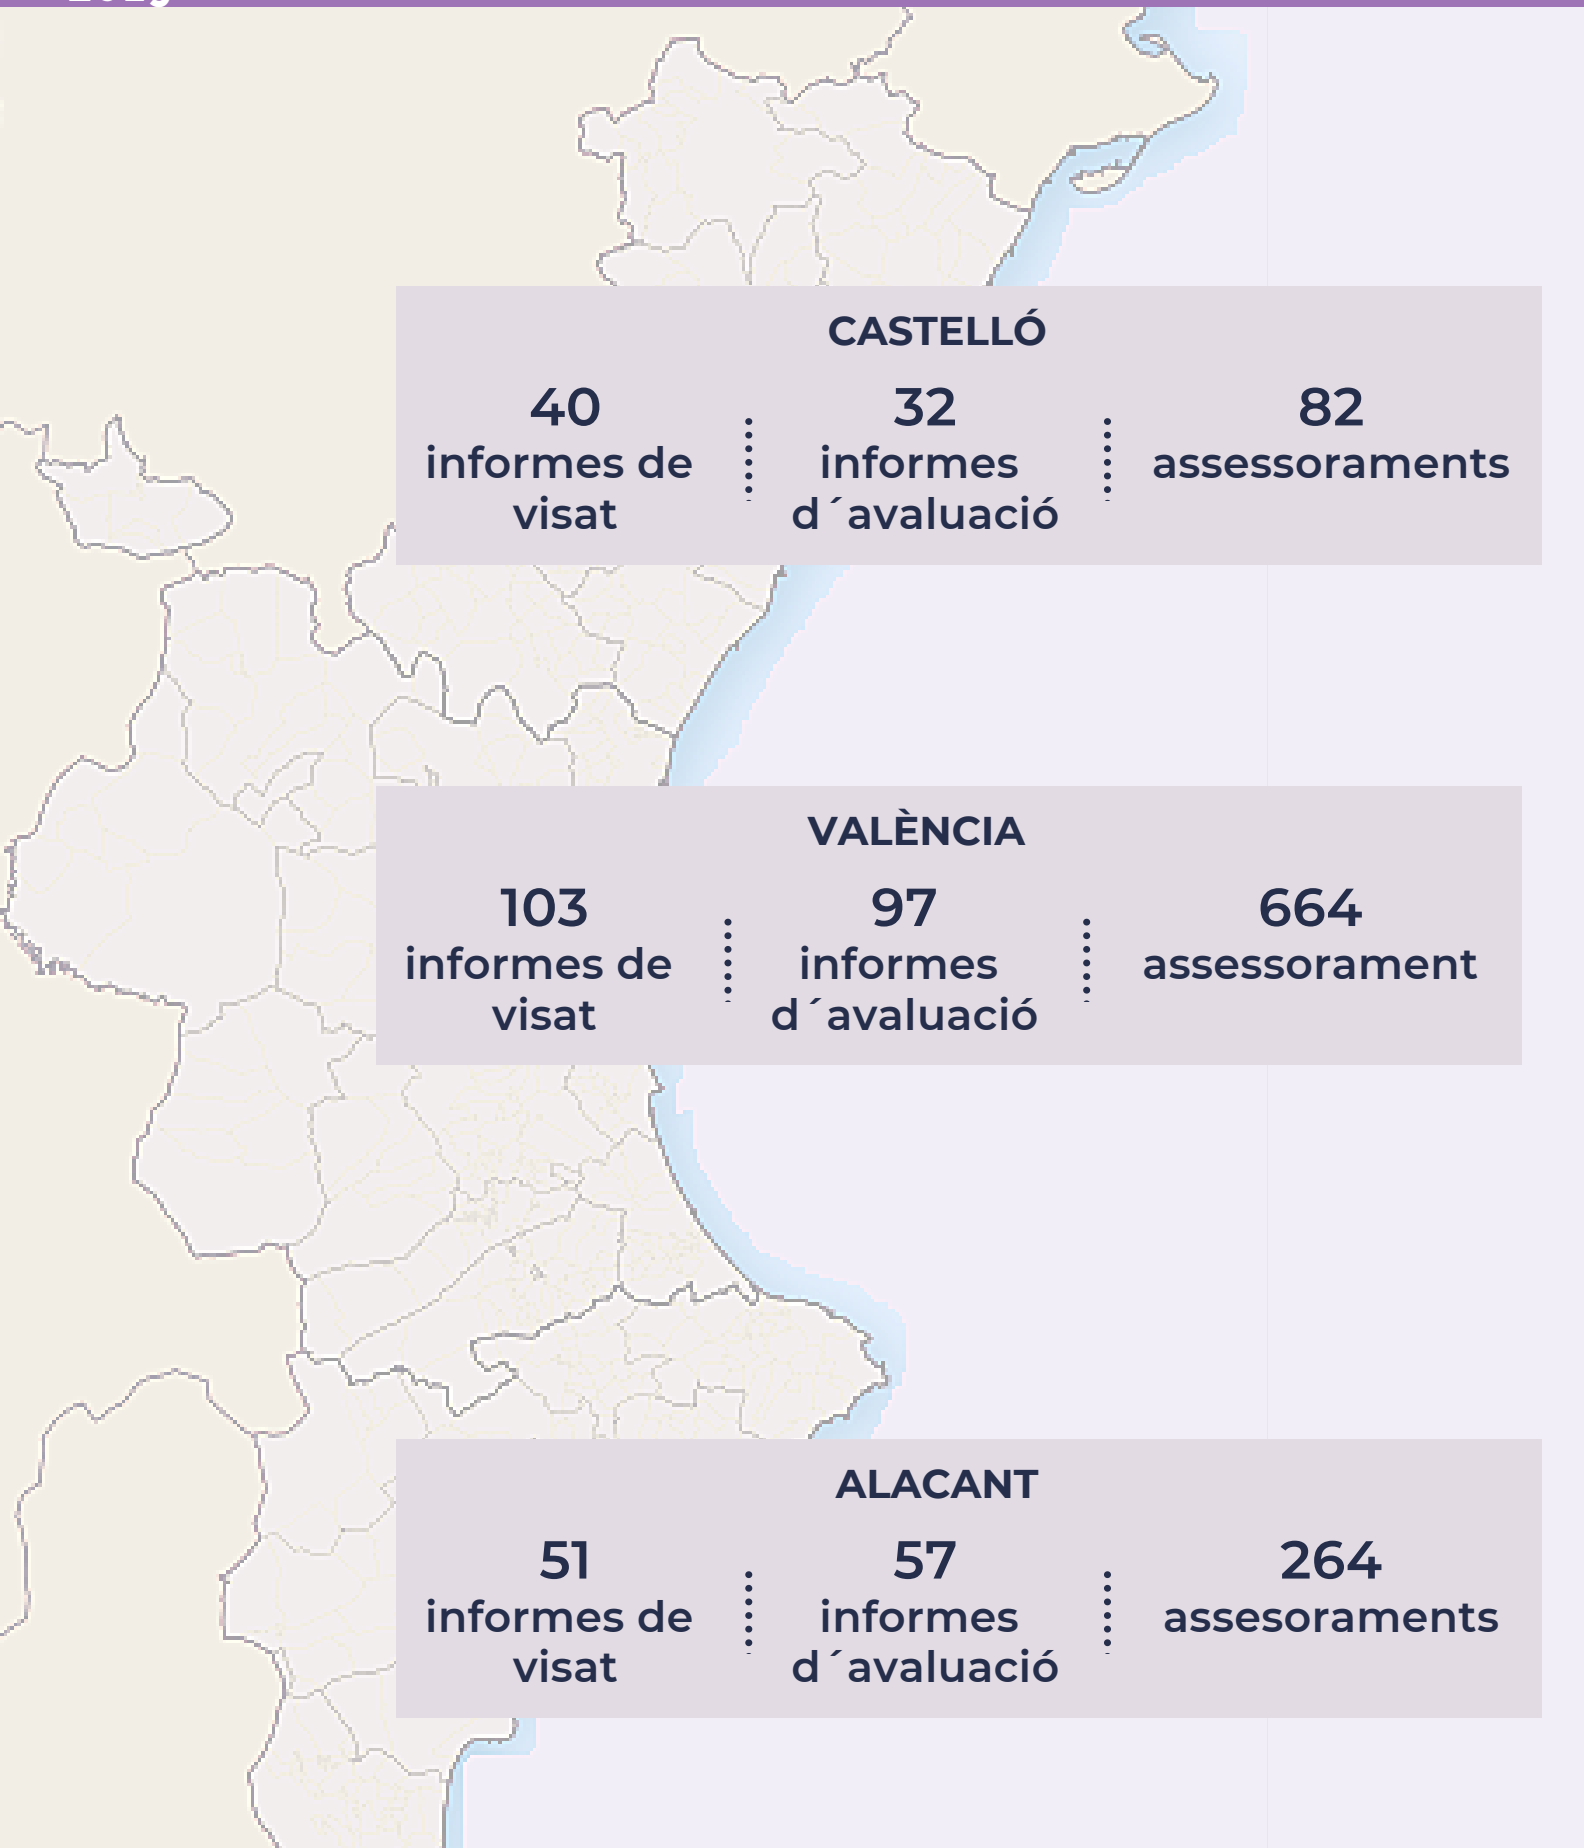 CASTELLÓ
40
informes de
visat
32
informes
d´avaluació
82
assessoraments
VALÈNCIA
103
informes de
visat
97
informes
d´avaluació
664
assessorament
ALACANT
51
informes de
visat
57
informes
d´avaluació
264
assesoraments